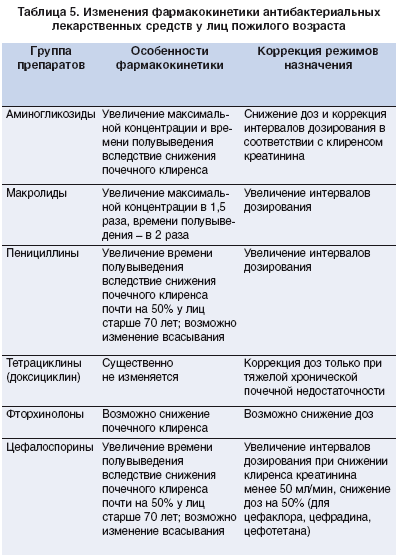 Таблица 5. Изменения фармакокинетики антибактериальных
лекарственных средств у лиц пожилого возраста
Группа
препаратов
Особенности
фармакокинетики
Коррекция режимов
назначения
Аминогликозиды
Увеличение максималь-
ной концентрации и вре-
мени полувыведения
вследствие снижения
почечного клиренса
Снижение доз и коррекция
интервалов дозирования в
соответствии с клиренсом
креатинина
Макролиды
Увеличение максималь-
ной концентрации в 1,5
раза, времени полувыве-
дения – в 2 раза
Увеличение интервалов
дозирования
Пенициллины
Увеличение времени
полувыведения
вследствие снижения
почечного клиренса
почти на 50% у лиц
старше 70 лет; возможно
изменение всасывания
Увеличение интервалов
дозирования
Тетрациклины
(доксициклин)
Существенно
не изменяется
Коррекция доз только при
тяжелой хронической
почечной недостаточности
Фторхинолоны
Возможно снижение
почечного клиренса
Возможно снижение доз
Цефалоспорины
Увеличение времени
полувыведения
вследствие снижения
почечного клиренса
почти на 50% у лиц
старше 70 лет; возможно
изменение всасывания
Увеличение интервалов
дозирования при снижении
клиренса креатинина
менее 50 мл/мин, снижение
доз на 50% (для
цефаклора, цефрадина,
цефотетана)